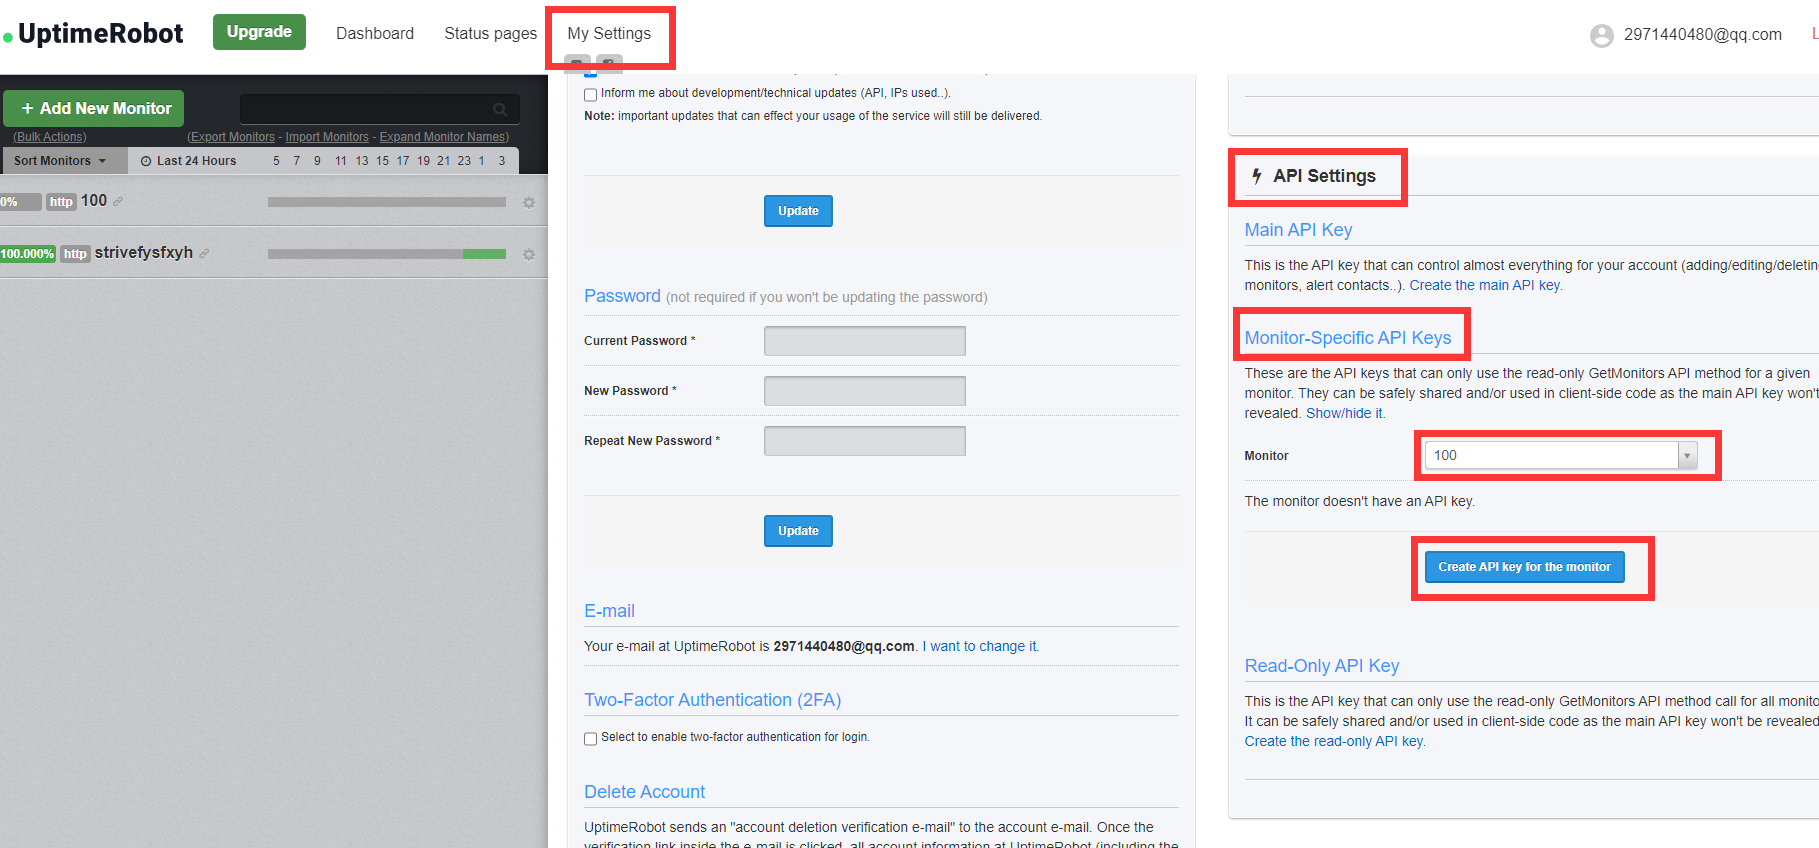 UptimeRobot
Upgrade
Dashboard
Status pages
My Settings
2971440480@qq.com
+ Add New Monitor
(Bulk Actions)
(Export Monitors - Import Monitors - Expand Monitor Names)
Sort Monitors
Last 24 Hours
5 7 9 11 13 15 17 19 21 23 1 3
0% http 100
100.000% http strivefysfxyh
Inform me about development/technical updates (API, IPs used..).
Note: important updates that can effect your usage of the service will still be delivered.
Update
Password (not required if you won't be updating the password)
Current Password *
New Password *
Repeat New Password *
Update
E-mail
Your e-mail at UptimeRobot is 2971440480@qq.com. I want to change it.
Two-Factor Authentication (2FA)
Select to enable two-factor authentication for login.
Delete Account
UptimeRobot sends an "account deletion verification e-mail" to the account e-mail. Once the
verification link inside the e-mail is clicked, all account information at UptimeRobot (including the
API Settings
Main API Key
This is the API key that can control almost everything for your account (adding/editing/deletin
monitors, alert contacts..). Create the main API key.
Monitor-Specific API Keys
These are the API keys that can only use the read-only GetMonitors API method for a given
monitor. They can be safely shared and/or used in client-side code as the main API key won't
revealed. Show/hide it.
Monitor
100
The monitor doesn't have an API key.
Create API key for the monitor
Read-Only API Key
This is the API key that can only use the read-only GetMonitors API method call for all monito
It can be safely shared and/or used in client-side code as the main API key won't be revealed
Create the read-only API key.